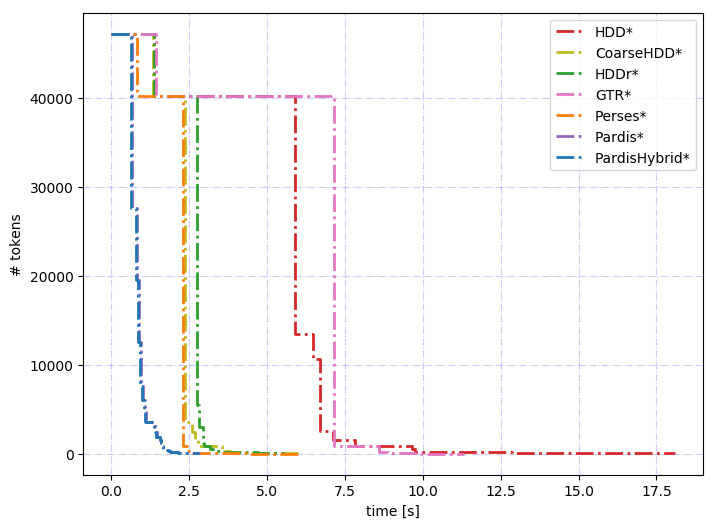 HDD*
CoarseHDD*
HDDr*
GTR*
Perses*
Pardis*
PardisHybrid*
# tokens
40000
30000
20000
10000
0
0.0 2.5 5.0 7.5 10.0 12.5 15.0 17.5
time [s]